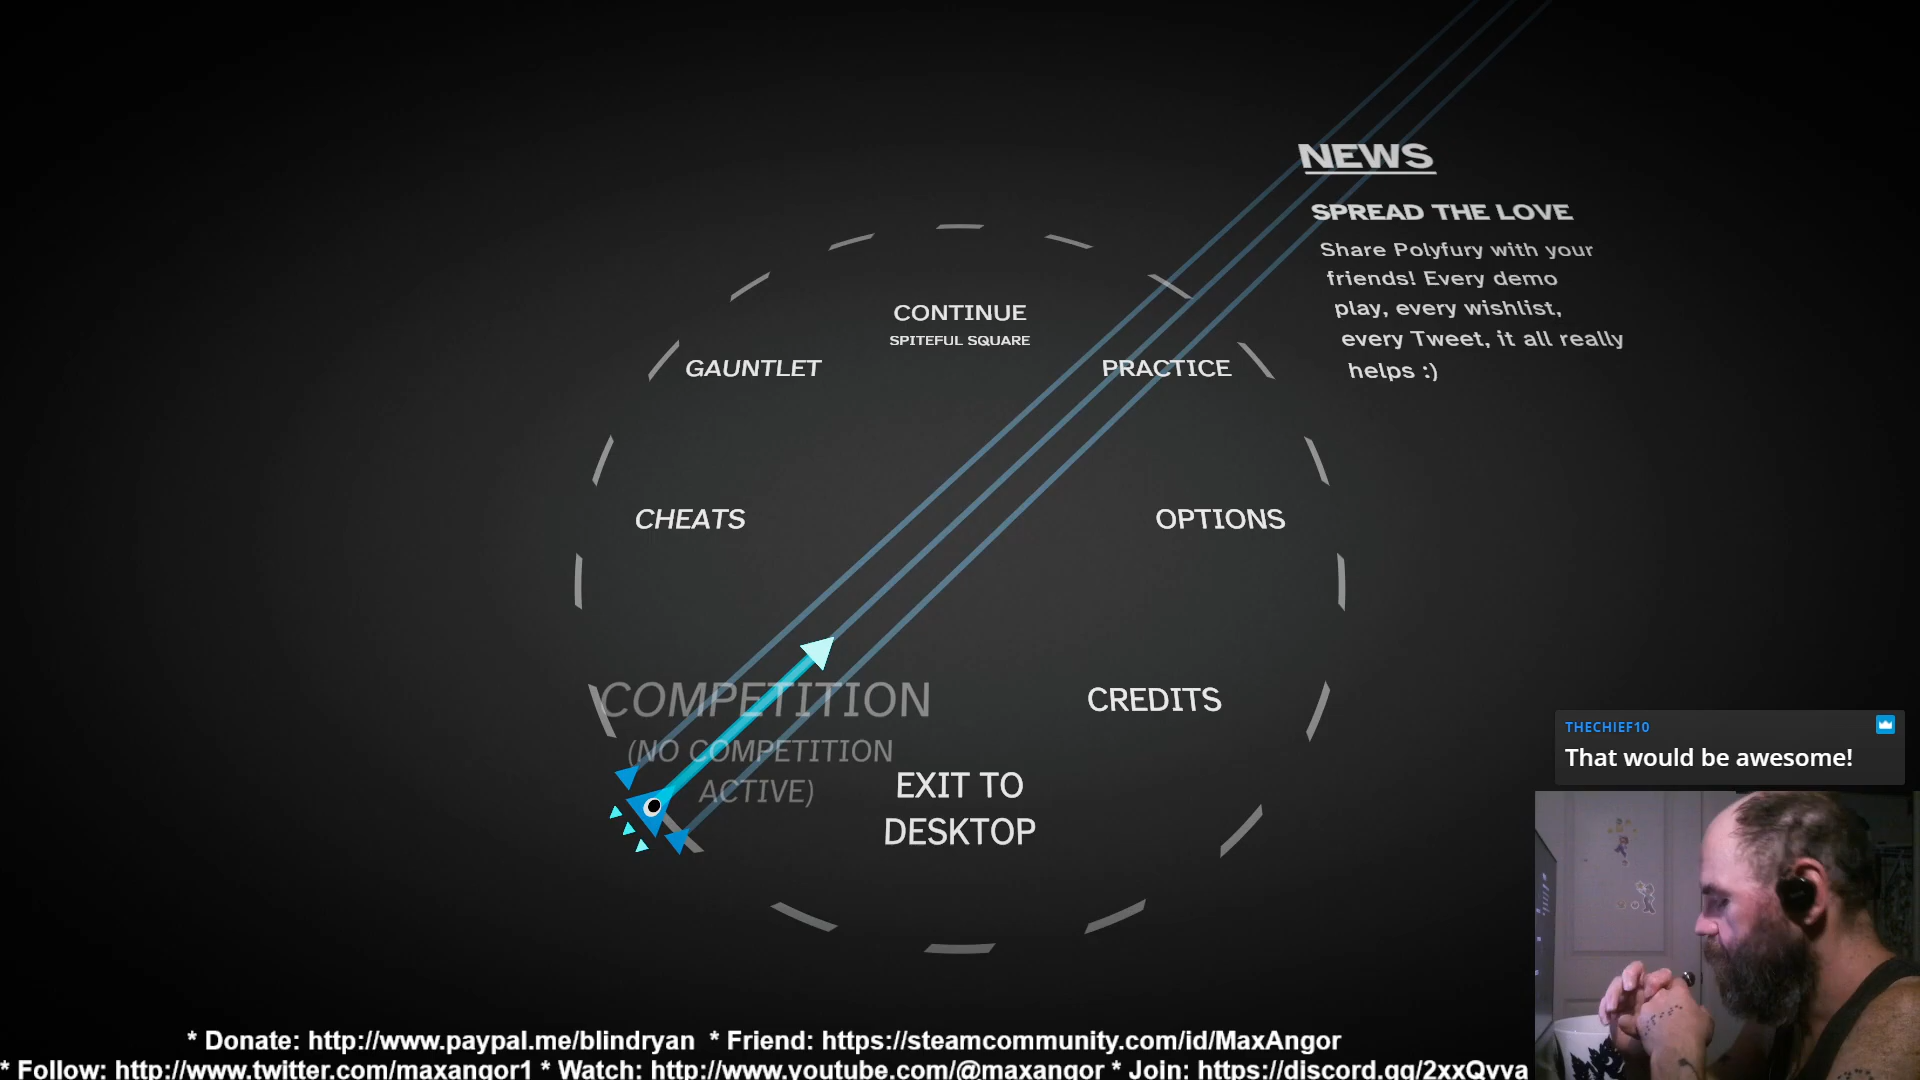 NEWS
SPREAD THE LOVE
Share Polyfury with your
friends! Every demo
play, every wishlist,
every Tweet, it all really
helps :)
CONTINUE
SPITEFUL SQUARE
GAUNTLET
PRACTICE
CHEATS
OPTIONS
COMPETITION
(NO COMPETITION
ACTIVE)
CREDITS
EXIT TO
DESKTOP
THECHIEF10
That would be awesome!
* Donate: http://www.paypal.me/blindryan * Friend: https://steamcommunity.com/id/MaxAngor
* Follow: http://www.twitter.com/maxangor1 * Watch: http://www.youtube.com/@maxangor * Join: https://discord.gg/2xxQvva